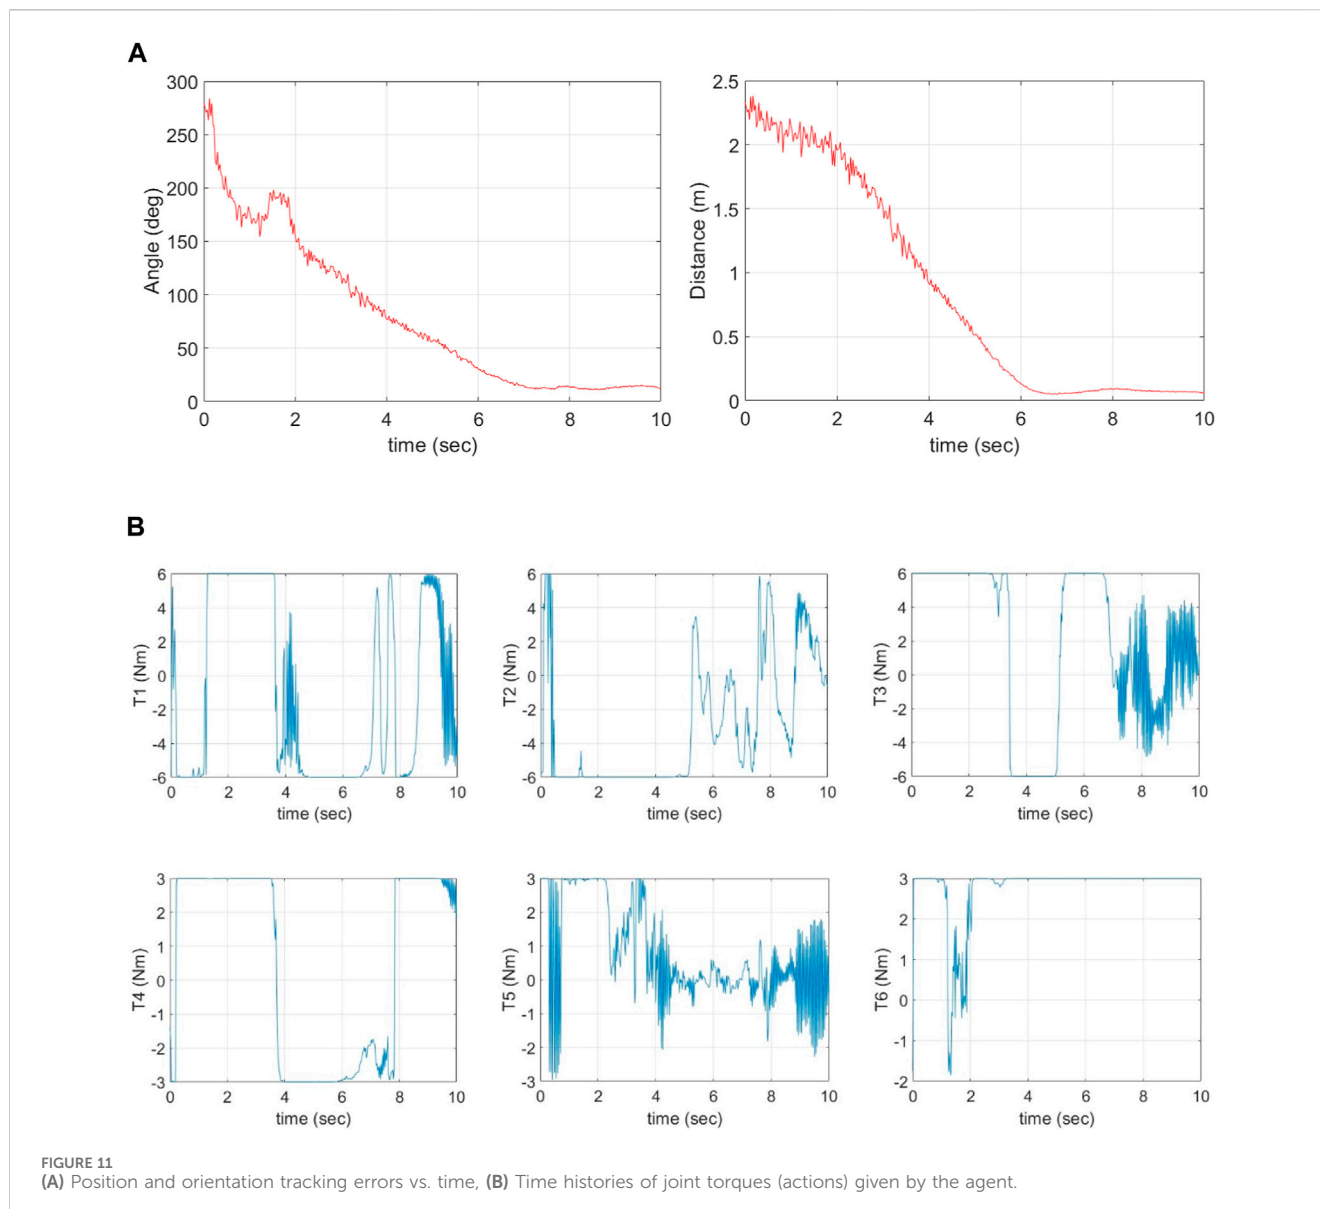 A
300
250
200
150
100
50
0
Angle (deg)
0 2 4 6 8 10
time (sec)
2.5
2
1.5
1
0.5
0
Distance (m)
0 2 4 6 8 10
time (sec)
B
6
4
2
0
-2
-4
-6
T1 (Nm)
0 2 4 6 8 10
time (sec)
6
4
2
0
-2
-4
-6
T2 (Nm)
0 2 4 6 8 10
time (sec)
6
4
2
0
-2
-4
-6
T3 (Nm)
0 2 4 6 8 10
time (sec)
3
2
1
0
-1
-2
-3
T4 (Nm)
0 2 4 6 8 10
time (sec)
3
2
1
0
-1
-2
-3
T5 (Nm)
0 2 4 6 8 10
time (sec)
3
2
1
0
-1
-2
T6 (Nm)
0 2 4 6 8 10
time (sec)
FIGURE 11
(A) Position and orientation tracking errors vs. time, (B) Time histories of joint torques (actions) given by the agent.